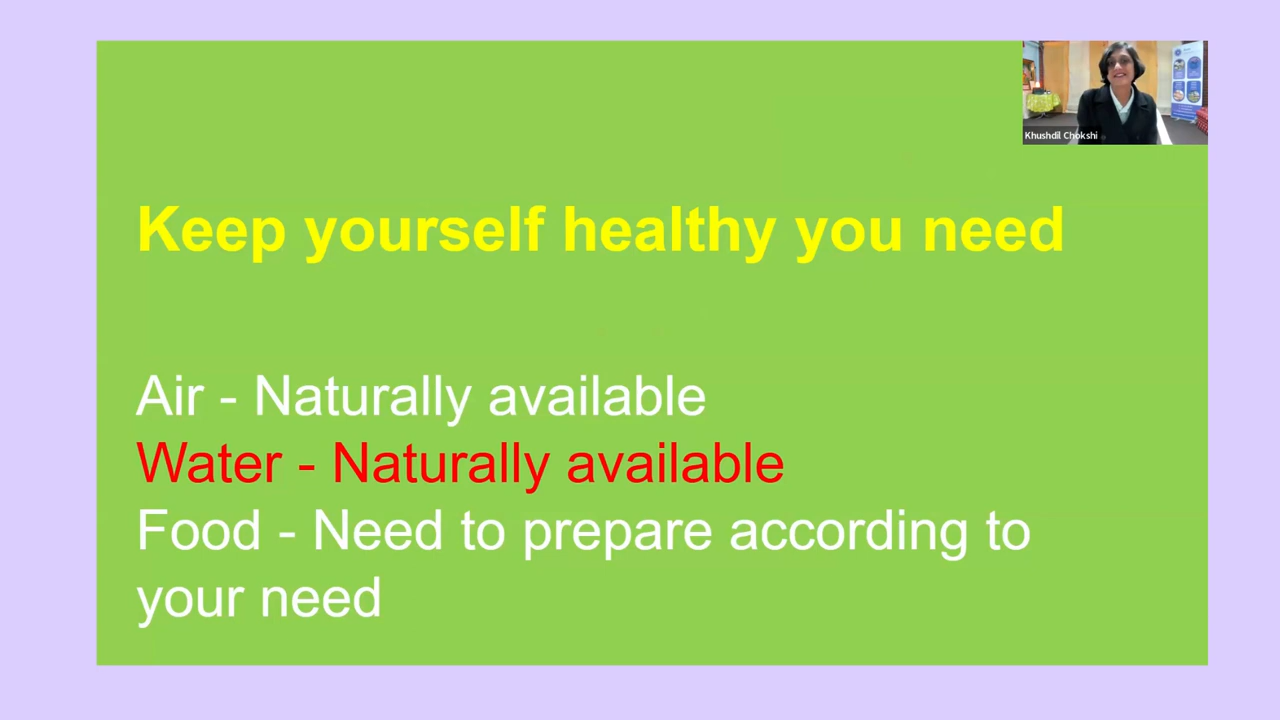 Khushdil Chokshi
Keep yourself healthy you need
Air - Naturally available
Water - Naturally available
Food - Need to prepare according to
your need